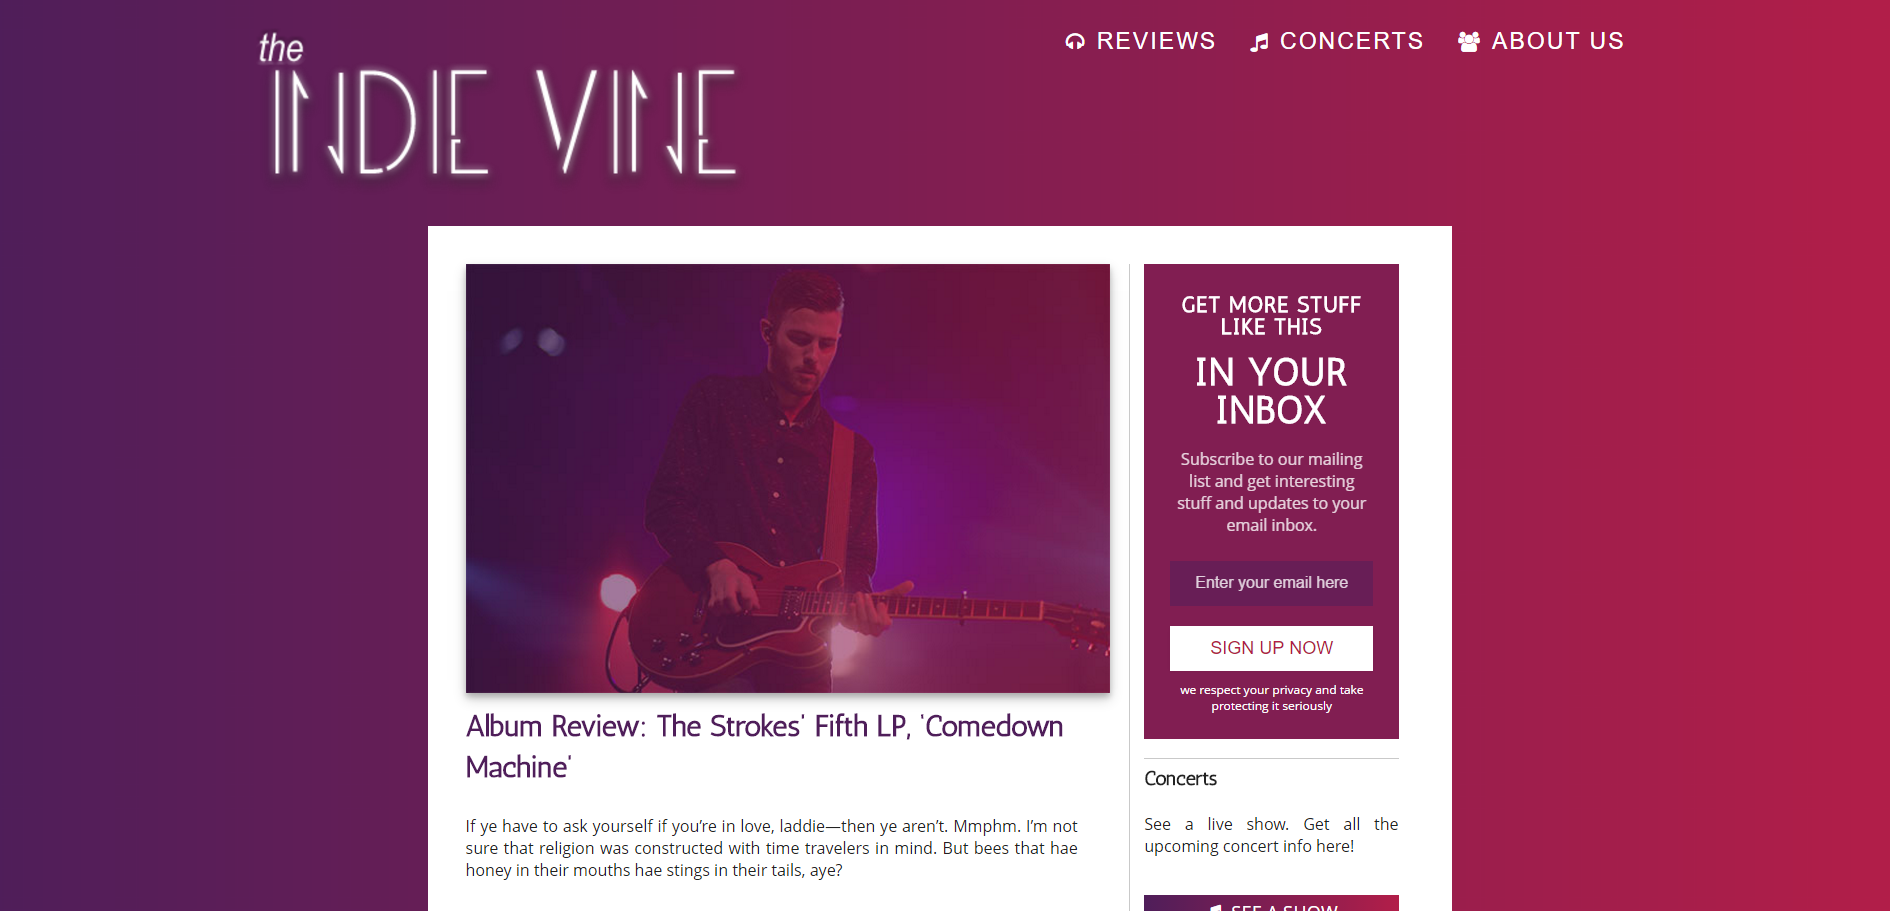 the
INDIE VINE
REVIEWS
CONCERTS
ABOUT US
GET MORE STUFF
LIKE THIS
IN YOUR
INBOX
Subscribe to our mailing
list and get interesting
stuff and updates to your
email inbox.
Enter your email here
SIGN UP NOW
we respect your privacy and take
protecting it seriously
Album Review: The Strokes' Fifth LP, 'Comedown
Machine'
If ye have to ask yourself if you’re in love, laddie—then ye aren’t. Mmphm. I’m not
sure that religion was constructed with time travelers in mind. But bees that hae
honey in their mouths hae stings in their tails, aye?
Concerts
See a live show. Get all the
upcoming concert info here!
SEE A SHOW